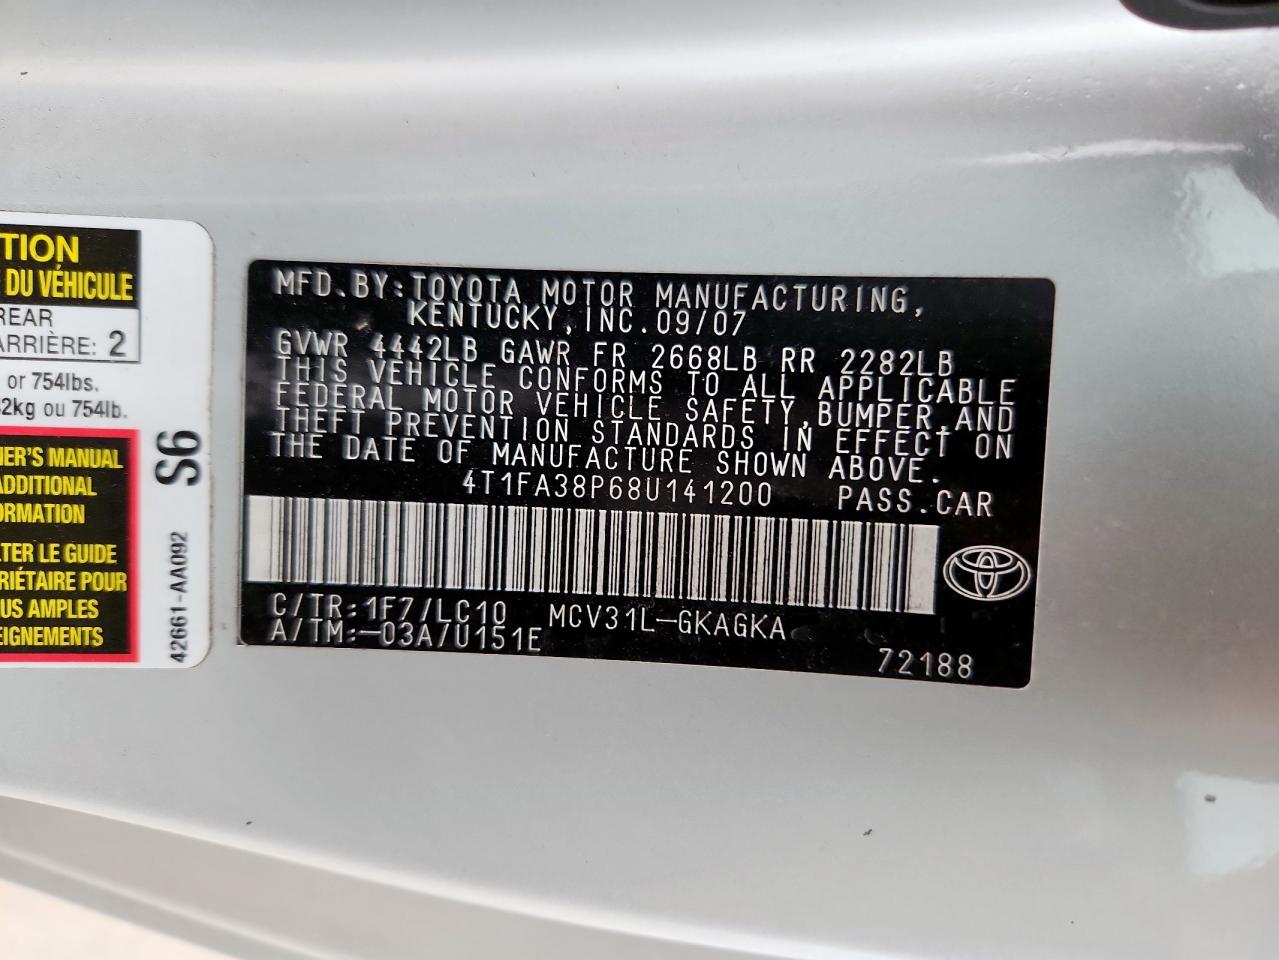 TION
DU VÉHICULE
REAR
ARRIÈRE: 2
or 754lbs.
2kg ou 754lb.
S6
NER'S MANUAL
ADDITIONAL
ORMATION
LTER LE GUIDE
RIÉTAIRE POUR
US AMPLES
EIGNEMENTS
42661-AA092
MFD.BY:TOYOTA MOTOR MANUFACTURING,
KENTUCKY,INC.09/07
GVWR 4442LB GAWR FR 2668LB RR 2282LB
THIS VEHICLE CONFORMS TO ALL APPLICABLE
FEDERAL MOTOR VEHICLE SAFETY,BUMPER,AND
THEFT PREVENTION STANDARDS IN EFFECT ON
THE DATE OF MANUFACTURE SHOWN ABOVE.
4T1FA38P68U141200 PASS.CAR
C/TR:1F7/LC10 MCV31L-GKAGKA
A/TM:-03A/U151E
72188